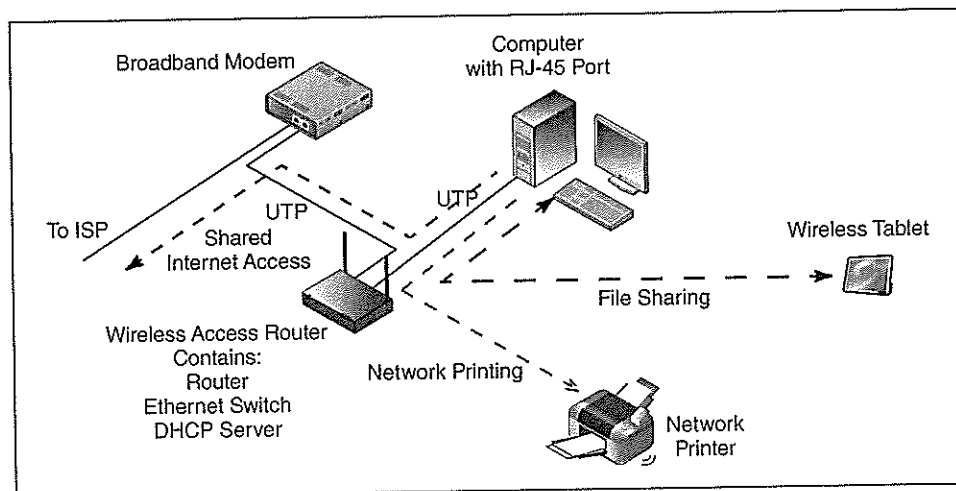 Broadband Modem
Computer
with RJ-45 Port
To ISP
UTP
Shared
Internet Access
UTP
Wireless Tablet
File Sharing
Wireless Access Router
Contains:
Router
Ethernet Switch
DHCP Server
Network Printing
Network
Printer